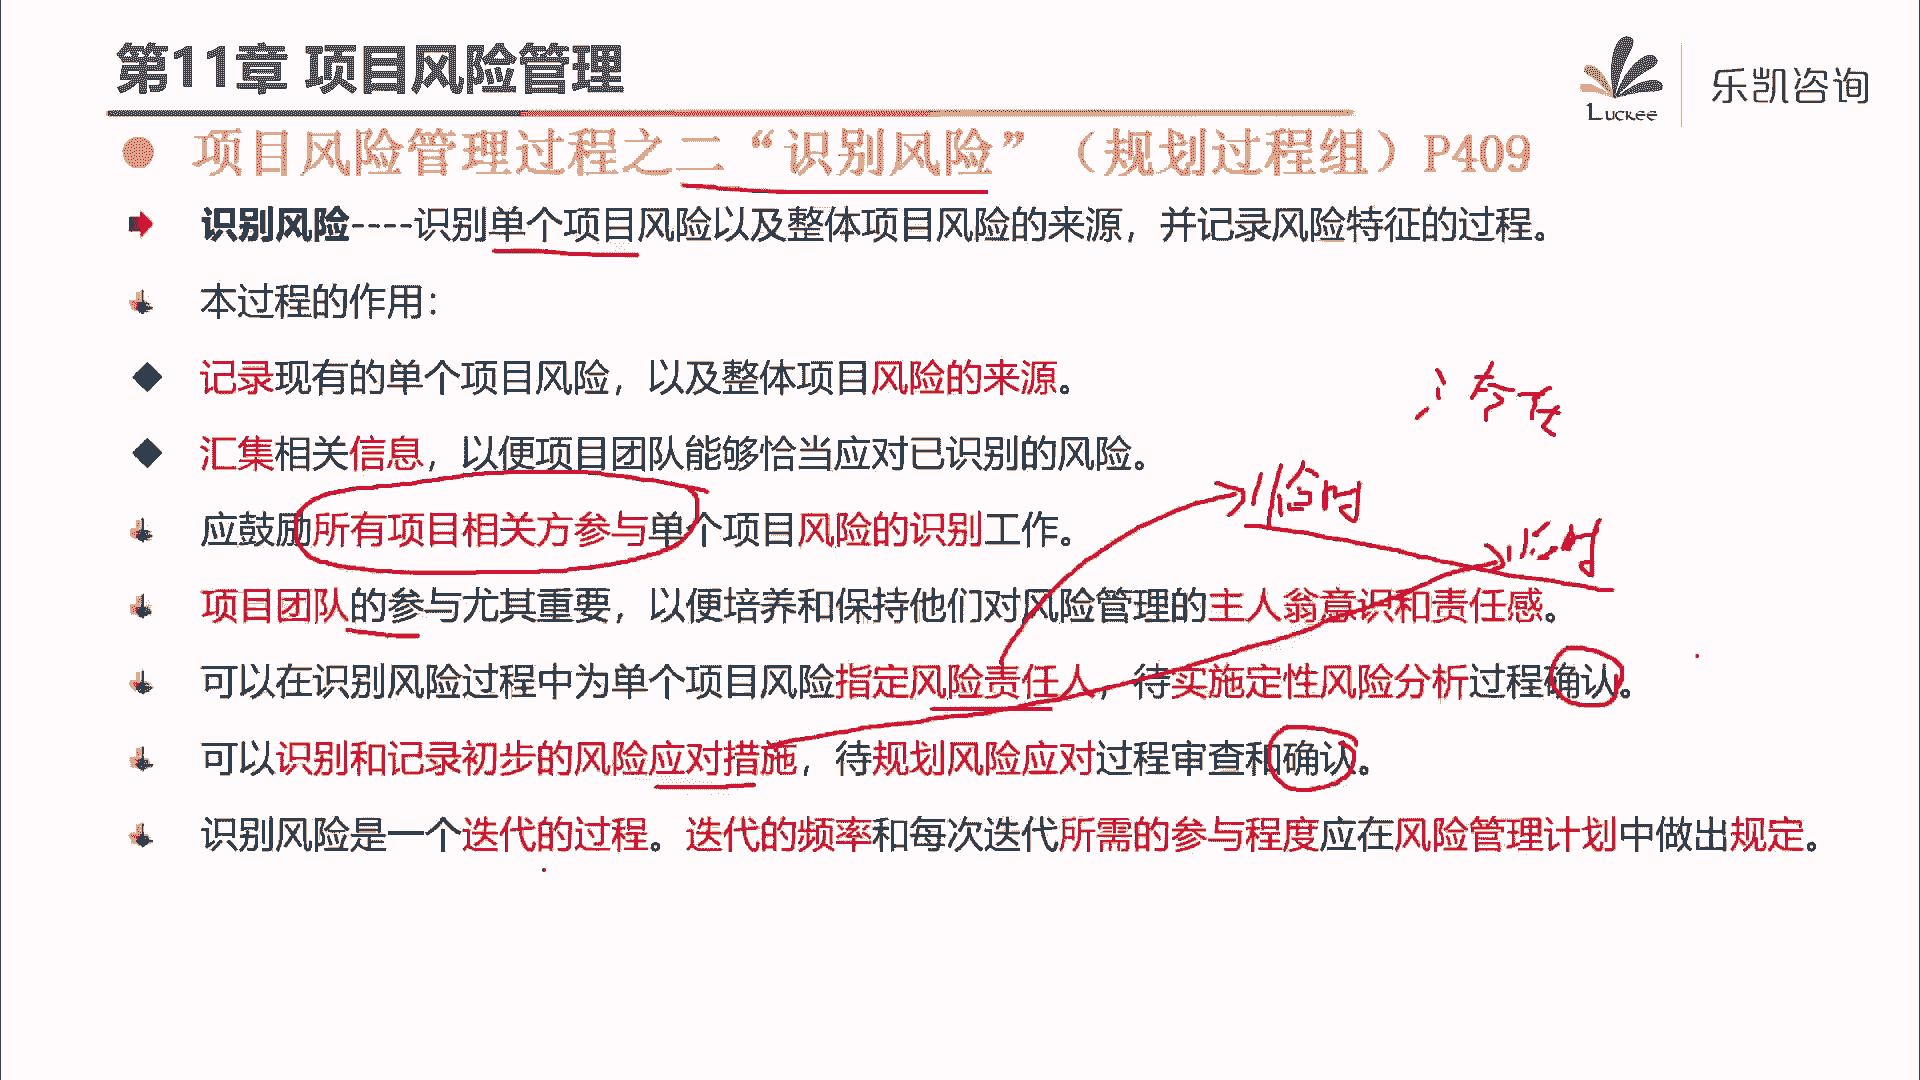 第11章 项目风险管理
Luckee
乐凯咨询
项目风险管理过程之二“识别风险”（规划过程组）P409
识别风险----识别单个项目风险以及整体项目风险的来源，并记录风险特征的过程。
本过程的作用：
记录现有的单个项目风险，以及整体项目风险的来源。
汇集相关信息，以便项目团队能够恰当应对已识别的风险。
临时
应鼓励所有项目相关方参与单个项目风险的识别工作。
临时
项目团队的参与尤其重要，以便培养和保持他们对风险管理的主人翁意识和责任感。
可以在识别风险过程中为单个项目风险指定风险责任人，待实施定性风险分析过程确认。
可以识别和记录初步的风险应对措施，待规划风险应对过程审查和确认。
识别风险是一个迭代的过程。迭代的频率和每次迭代所需的参与程度应在风险管理计划中做出规定。